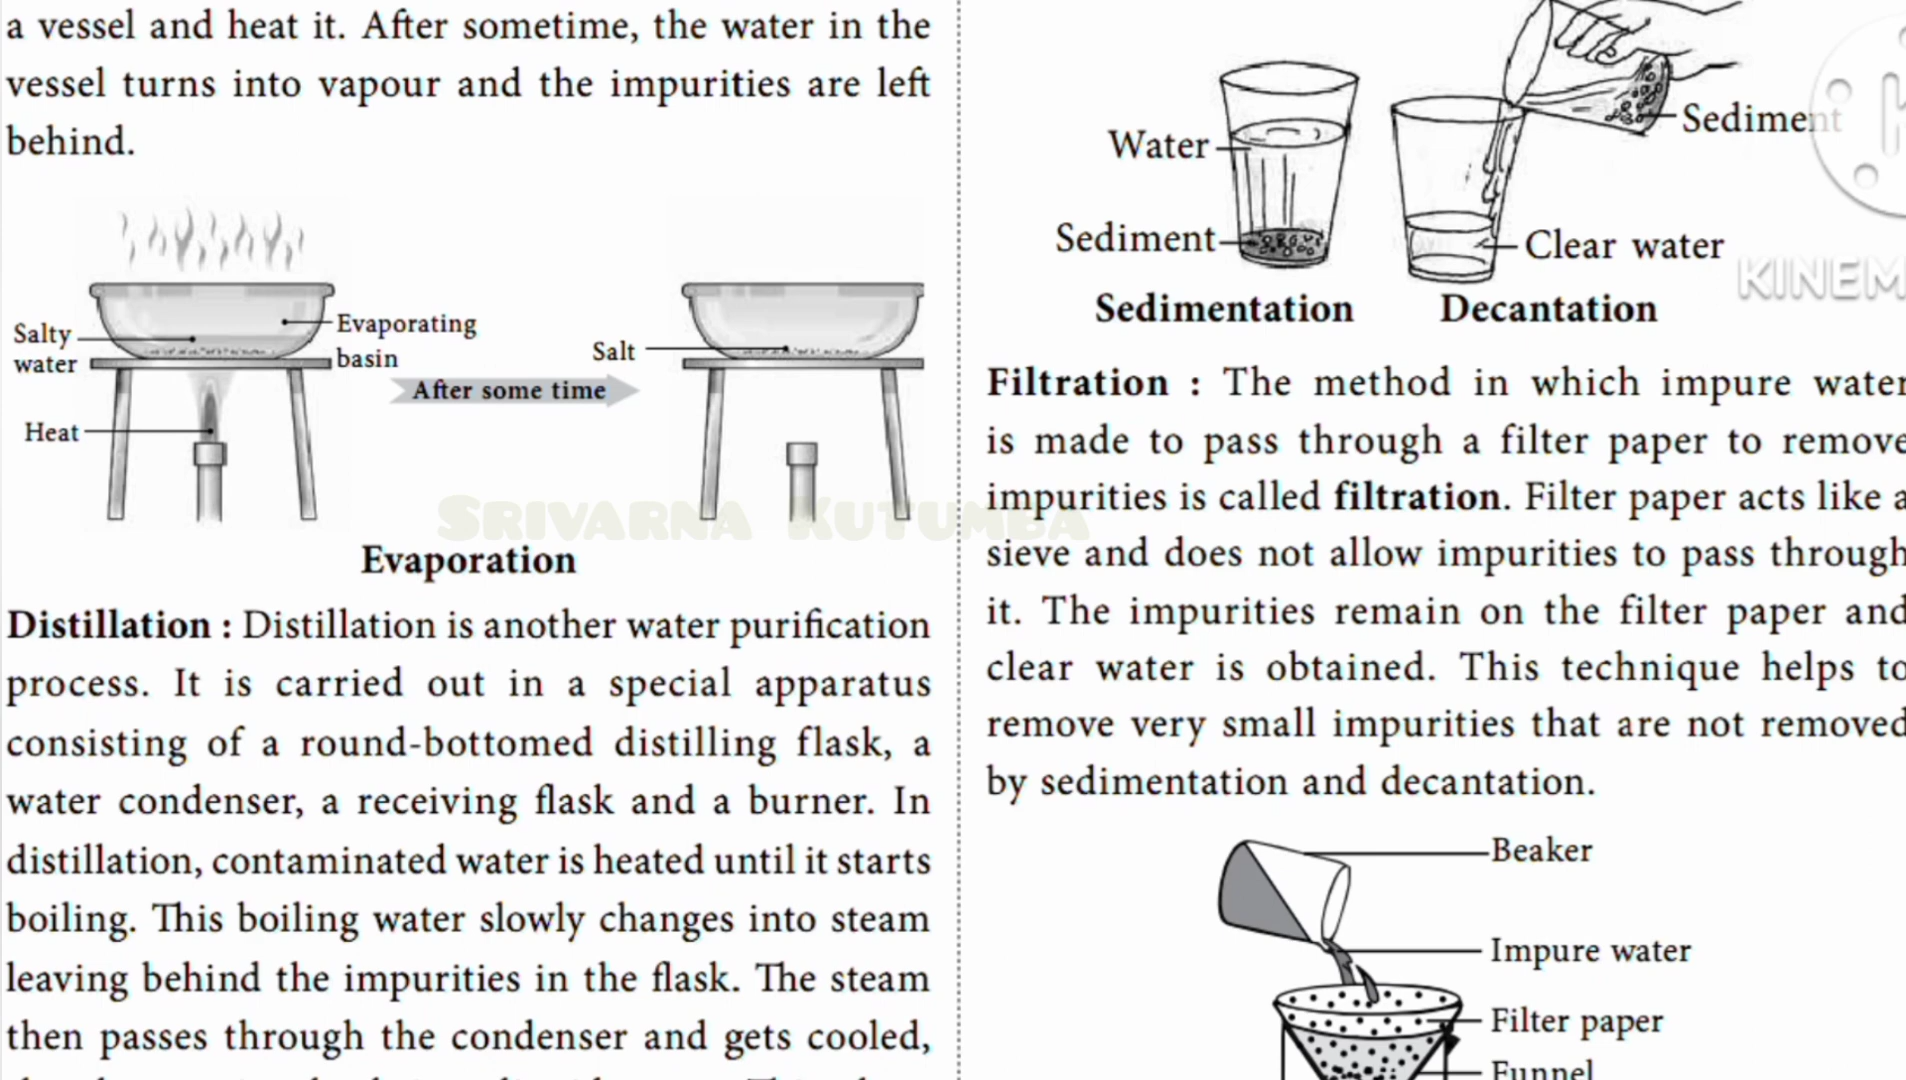 a vessel and heat it. After sometime, the water in the
vessel turns into vapour and the impurities are left
behind.
Salty
water
Evaporating
basin
Heat
After some time
Salt
Evaporation
Distillation : Distillation is another water purification
process. It is carried out in a special apparatus
consisting of a round-bottomed distilling flask, a
water condenser, a receiving flask and a burner. In
distillation, contaminated water is heated until it starts
boiling. This boiling water slowly changes into steam
leaving behind the impurities in the flask. The steam
then passes through the condenser and gets cooled,
Water
Sediment
Sediment
Clear water
Sedimentation Decantation
Filtration : The method in which impure water
is made to pass through a filter paper to remove
impurities is called filtration. Filter paper acts like a
sieve and does not allow impurities to pass through
it. The impurities remain on the filter paper and
clear water is obtained. This technique helps to
remove very small impurities that are not removed
by sedimentation and decantation.
Beaker
Impure water
Filter paper
Funnel
SRIVARNA KUTUMBA
KINEM